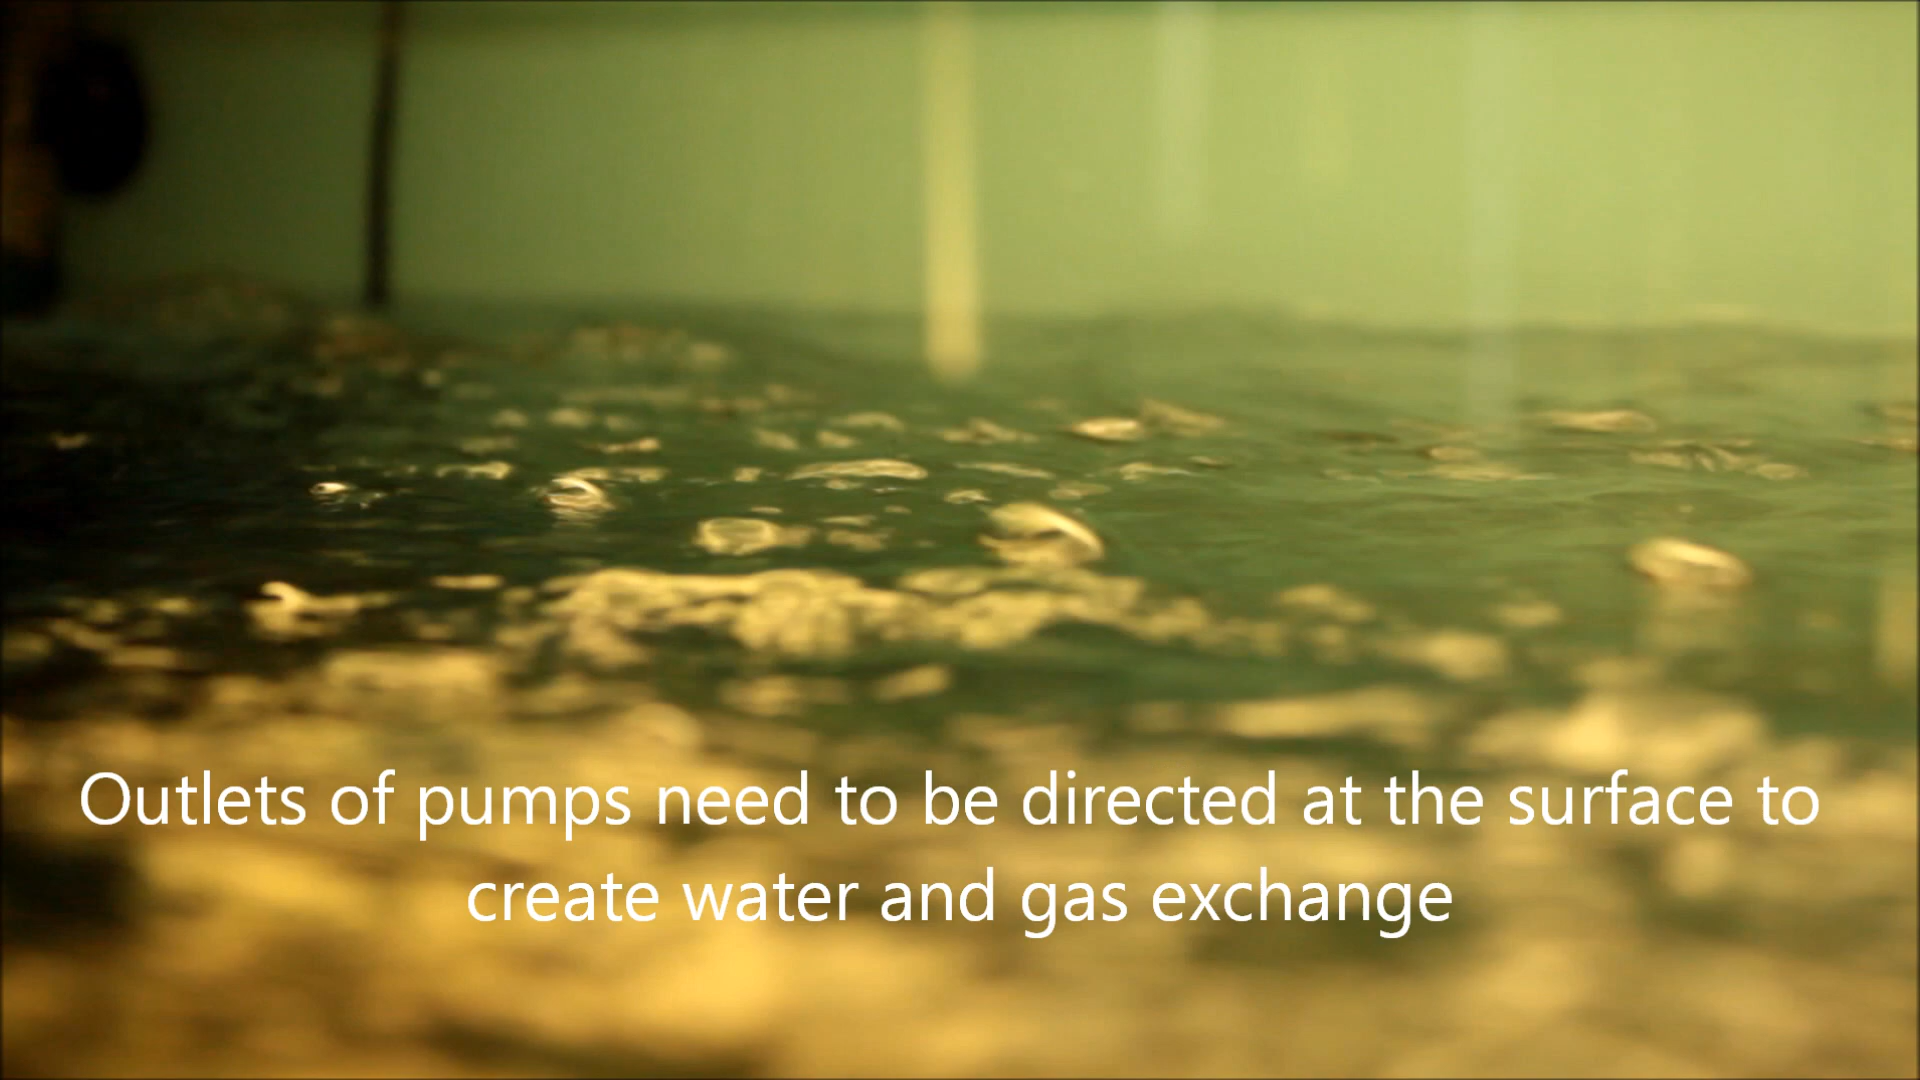 Outlets of pumps need to be directed at the surface to
create water and gas exchange